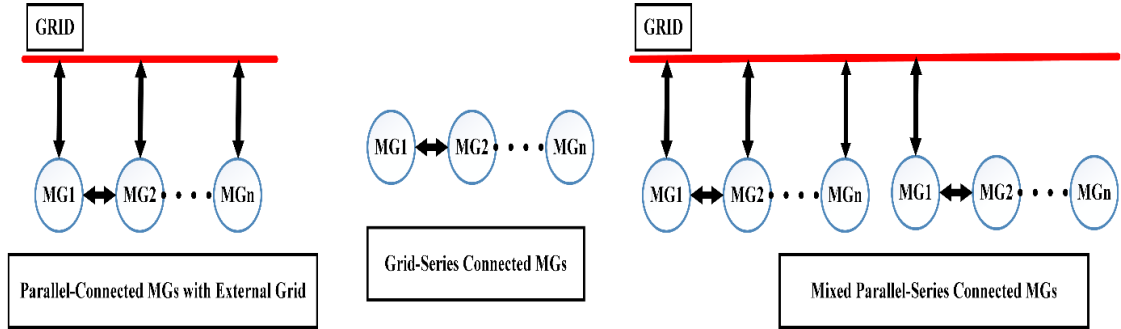 GRID
MG1
MG2
MGn
Parallel-Connected MGs with External Grid
MG1
MG2
MGn
Grid-Series Connected MGs
GRID
MG1
MG2
MGn
MG1
MG2
MGn
Mixed Parallel-Series Connected MGs